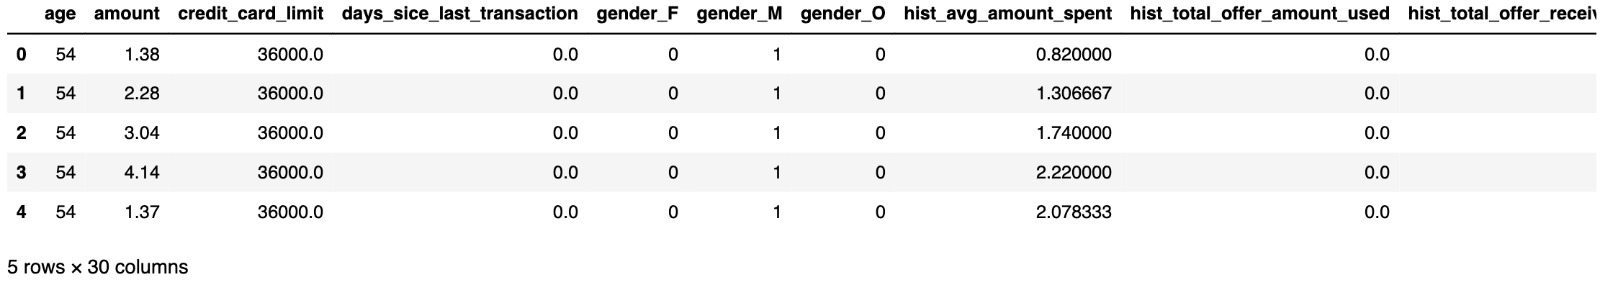 age amount credit_card_limit days_sice_last_transaction gender_F gender_M gender_O hist_avg_amount_spent hist_total_offer_amount_used
0 54 1.38 36000.0 0.0 0 1 0 0.820000 0.0
1 54 2.28 36000.0 0.0 0 1 0 1.306667 0.0
2 54 3.04 36000.0 0.0 0 1 0 1.740000 0.0
3 54 4.14 36000.0 0.0 0 1 0 2.220000 0.0
4 54 1.37 36000.0 0.0 0 1 0 2.078333 0.0
5 rows × 30 columns